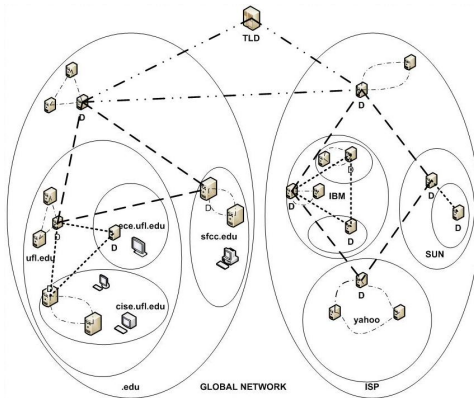 TLD
D
D
D
D
IBM
D
D
D
ece.ufl.edu
D
ufl.edu
D
sfcc.edu
D
SUN
D
cise.ufl.edu
yahoo
.edu
GLOBAL NETWORK
ISP